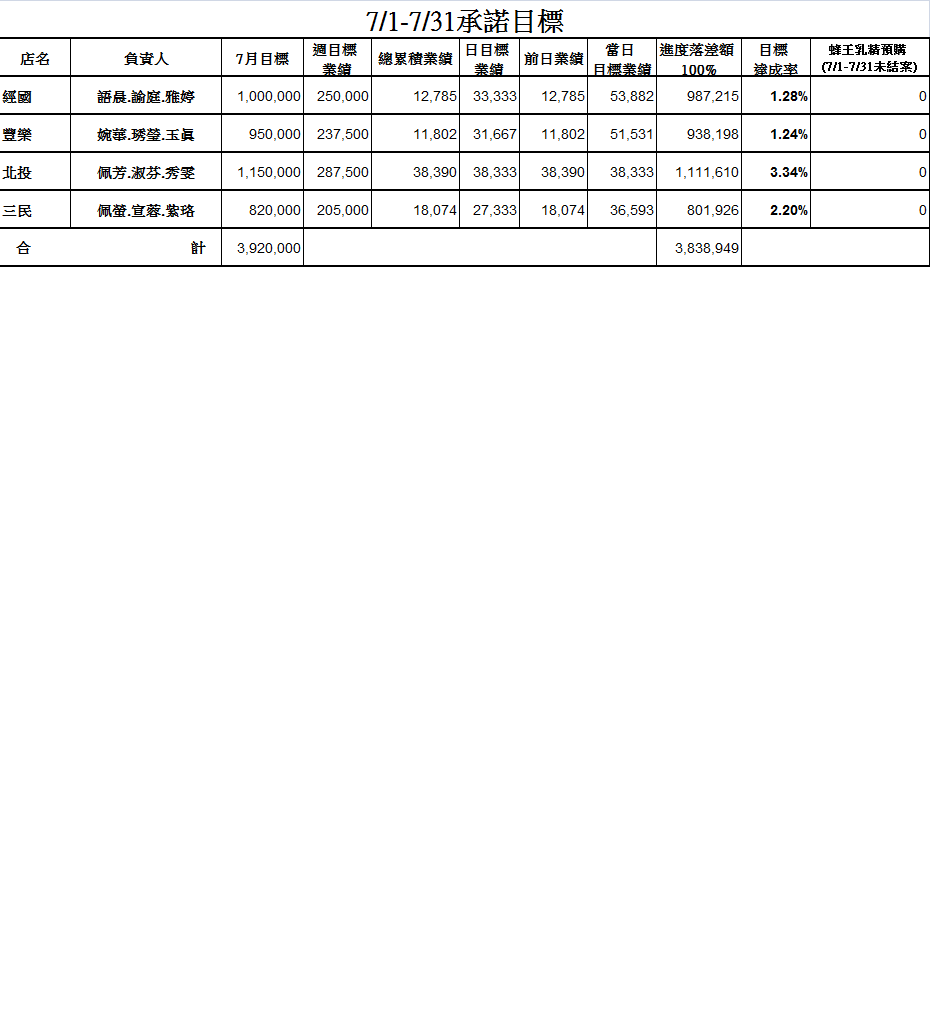 7/1-7/31承諾目標
店名 負責人 7月目標 週目標業績 總累積業績 日目標業績 前日業績 當日目標業績 進度落差額100% 目標達成率 蜂王乳精預購(7/1-7/31未結案)
經國 語晨.諭庭.雅婷 1,000,000 250,000 12,785 33,333 12,785 53,882 987,215 1.28% 0
豐樂 婉華.琇瑩.玉真 950,000 237,500 11,802 31,667 11,802 51,531 938,198 1.24% 0
北投 佩芳.淑芬.秀雯 1,150,000 287,500 38,390 38,333 38,390 38,333 1,111,610 3.34% 0
三民 佩螢.宣蓉.紫珞 820,000 205,000 18,074 27,333 18,074 36,593 801,926 2.20% 0
合計 3,920,000 3,838,949